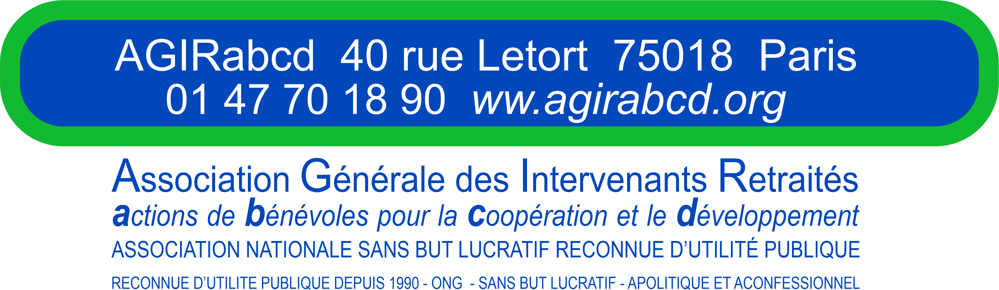 AGIRabcd 40 rue Letort 75018 Paris
01 47 70 18 90 ww.agirabcd.org
Association Générale des Intervenants Retraités
actions de bénévoles pour la coopération et le développement
ASSOCIATION NATIONALE SANS BUT LUCRATIF RECONNUE D’UTILITÉ PUBLIQUE
RECONNUE D’UTILITE PUBLIQUE DEPUIS 1990 - ONG - SANS BUT LUCRATIF - APOLITIQUE ET ACONFESSIONNEL